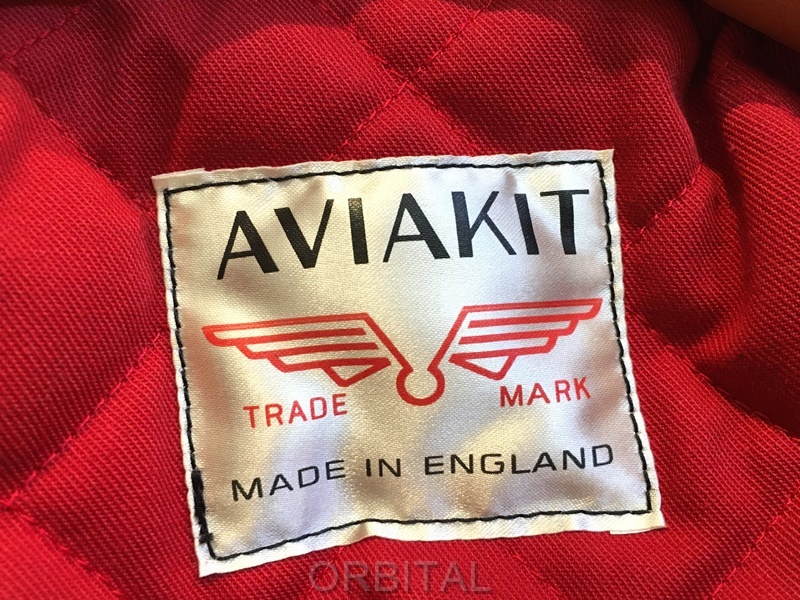 AVIAKIT
TRADE MARK
MADE IN ENGLAND
ORBITAL